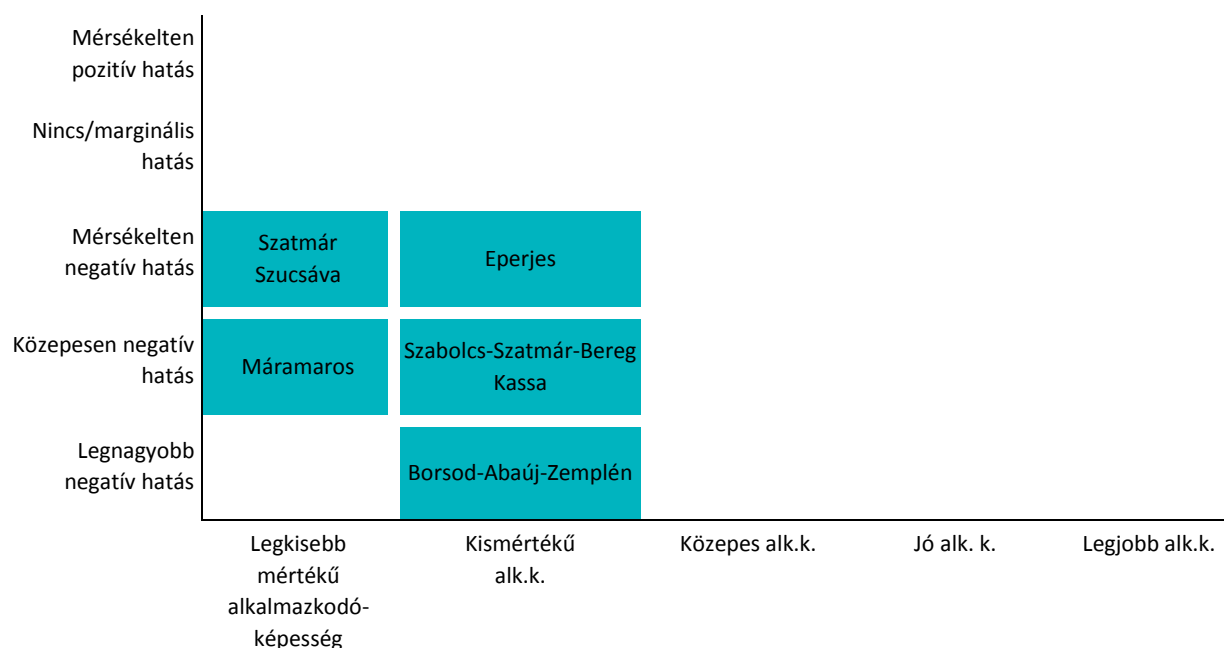 Mérsékelten
pozitív hatás
Nincs/marginális
hatás
Mérsékelten
negatív hatás
Szatmár
Szucsáva
Eperjes
Közepesen negatív
hatás
Máramaros
Szabolcs-Szatmár-Bereg
Kassa
Legnagyobb
negatív hatás
Borsod-Abaúj-Zemplén
Legkisebb
mértékű
alkalmazkodó-
képesség
Kismértékű
alk.k.
Közepes alk.k.
Jó alk. k.
Legjobb alk.k.